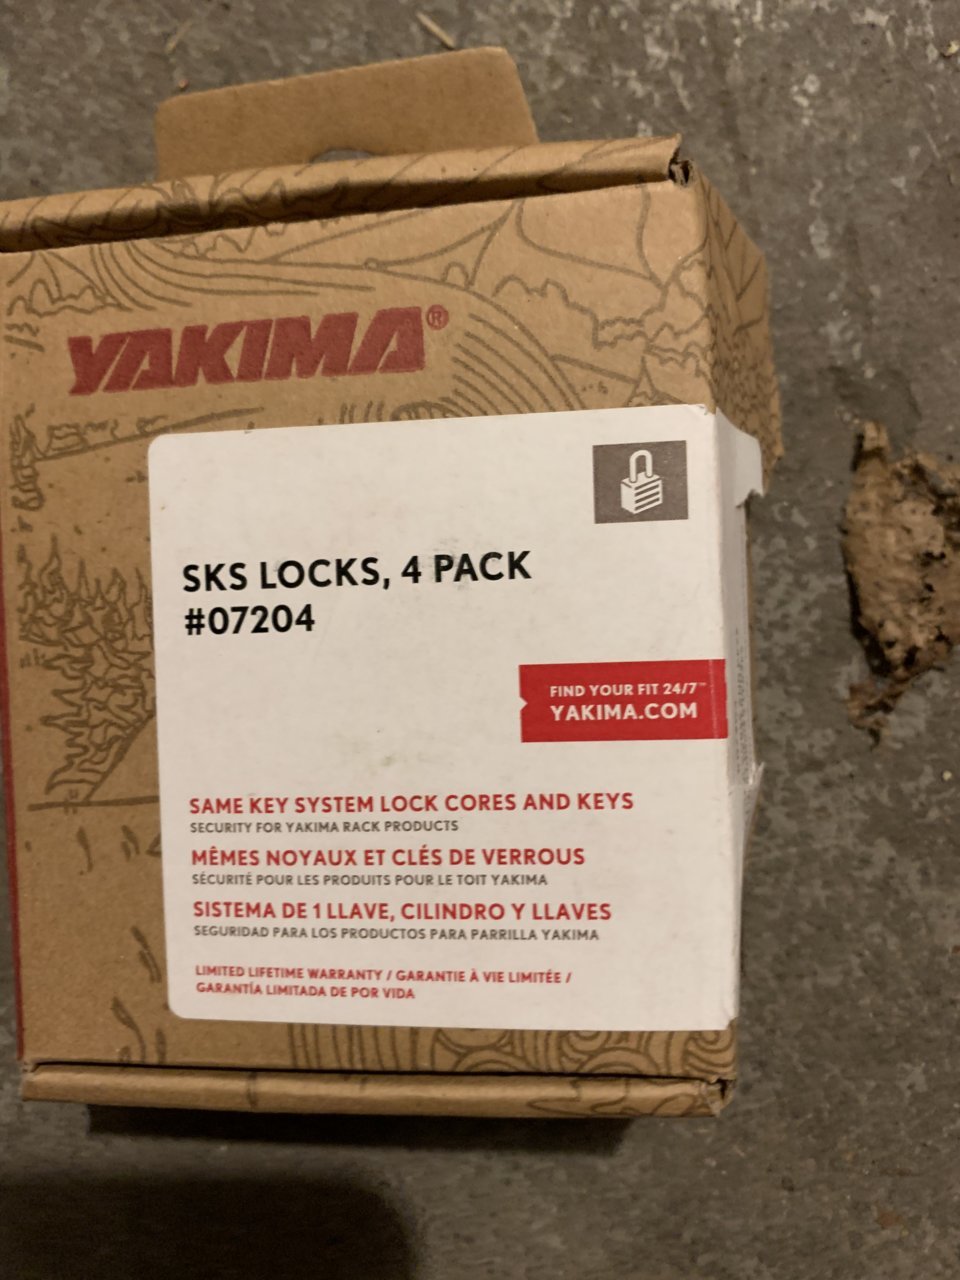 YAKIMA®
SKS LOCKS, 4 PACK
#07204
FIND YOUR FIT 24/7™
YAKIMA.COM
SAME KEY SYSTEM LOCK CORES AND KEYS
SECURITY FOR YAKIMA RACK PRODUCTS
MÊMES NOYAUX ET CLÉS DE VERROUS
SÉCURITÉ POUR LES PRODUITS POUR LE TOIT YAKIMA
SISTEMA DE 1 LLAVE, CILINDRO Y LLAVES
SEGURIDAD PARA LOS PRODUCTOS PARA PARRILLA YAKIMA
LIMITED LIFETIME WARRANTY / GARANTIE À VIE LIMITÉE /
GARANTÍA LIMITADA DE POR VIDA